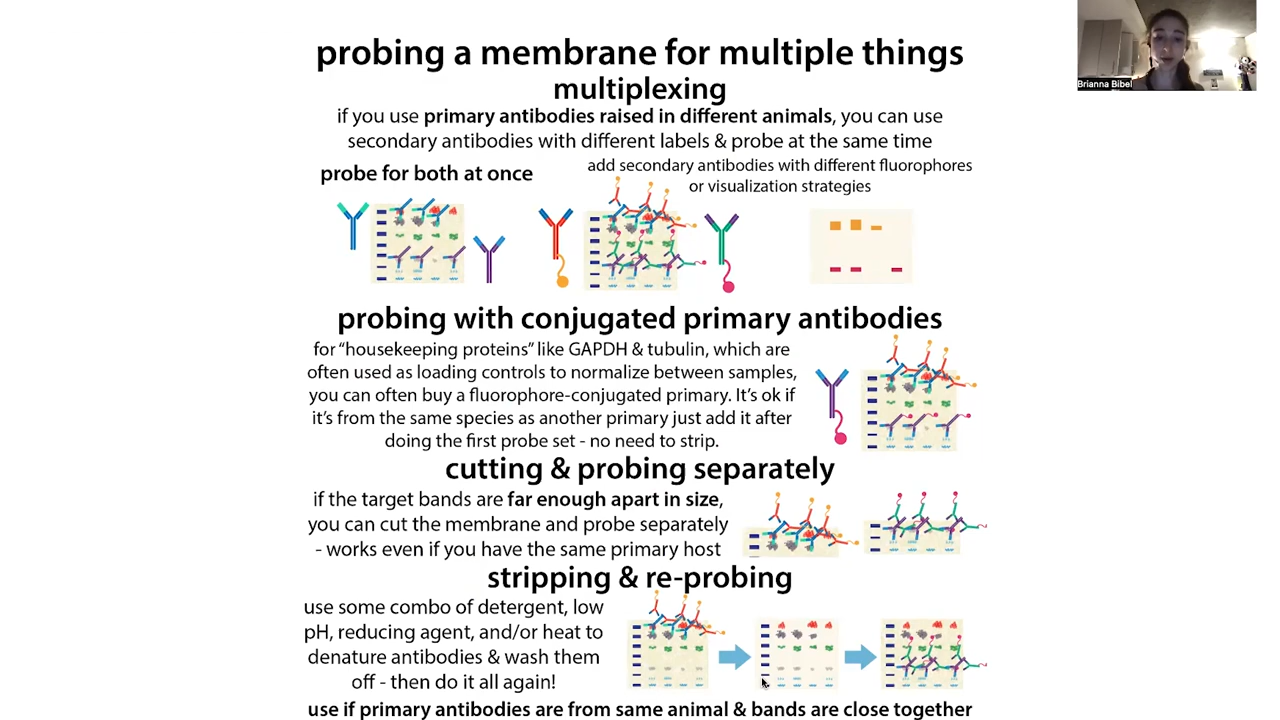 probing a membrane for multiple things
multiplexing
if you use primary antibodies raised in different animals, you can use
secondary antibodies with different labels & probe at the same time
probe for both at once
add secondary antibodies with different fluorophores
or visualization strategies
probing with conjugated primary antibodies
for “housekeeping proteins” like GAPDH & tubulin, which are
often used as loading controls to normalize between samples,
you can often buy a fluorophore-conjugated primary. It’s ok if
it’s from the same species as another primary just add it after
doing the first probe set - no need to strip.
cutting & probing separately
if the target bands are far enough apart in size,
you can cut the membrane and probe separately
- works even if you have the same primary host
stripping & re-probing
use some combo of detergent, low
pH, reducing agent, and/or heat to
denature antibodies & wash them
off - then do it all again!
use if primary antibodies are from same animal & bands are close together
Brianna Bibel